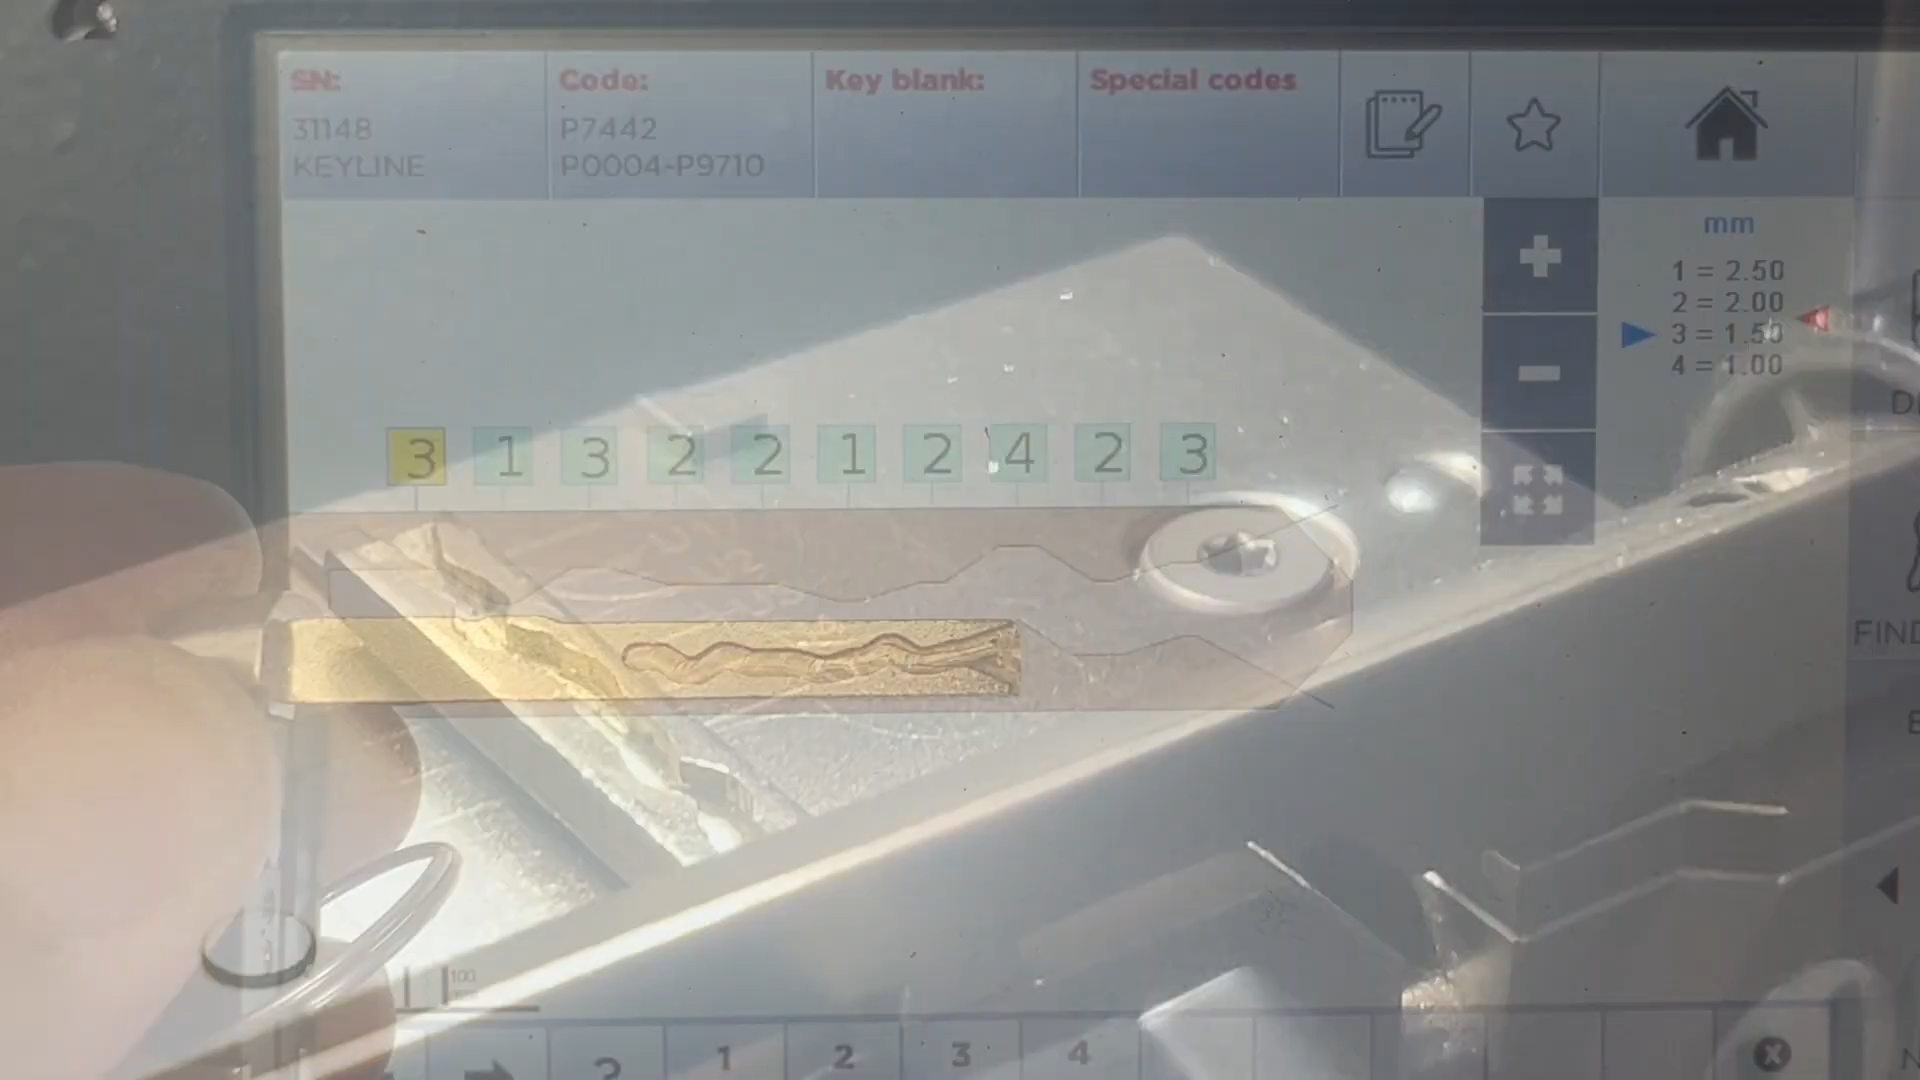 SN:
31148
KEYLINE
Code:
P7442
P0004-P9710
Key blank:
Special codes
mm
1 = 2.50
2 = 2.00
3 = 1.50
4 = 1.00
3 1 3 2 2 1 2 4 2 3
100
? 1 2 3 4